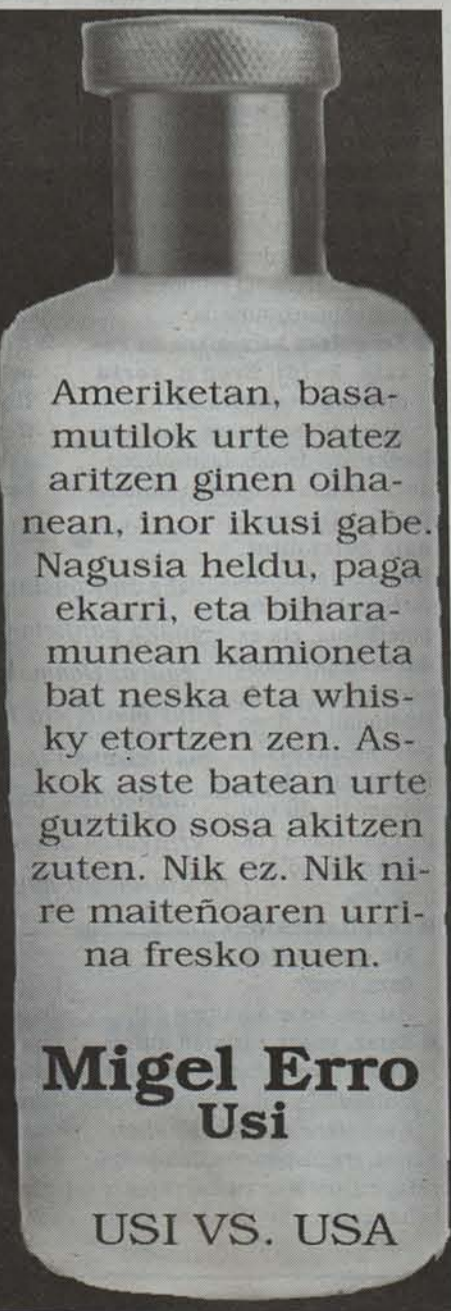 Ameriketan, basa-
mutilok urte batez
aritzen ginen oiha-
nean, inor ikusi gabe.
Nagusia heldu, paga
ekarri, eta bihara-
munean kamioneta
bat neska eta whis-
ky etortzen zen. As-
kok aste batean urte
guztiko sosa akitzen
zuten. Nik ez. Nik ni-
re maiteñoaren urri-
na fresko nuen.
Migel Erro
Usi
USI VS. USA